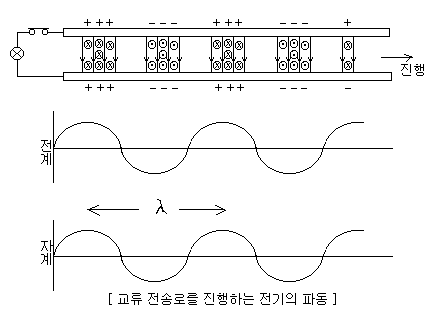 + + + − − − + + + − − − +
진행
+ + + − − − + + + − − − −
전계
λ
자계
[ 교류 전송로를 진행하는 전기의 파동 ]